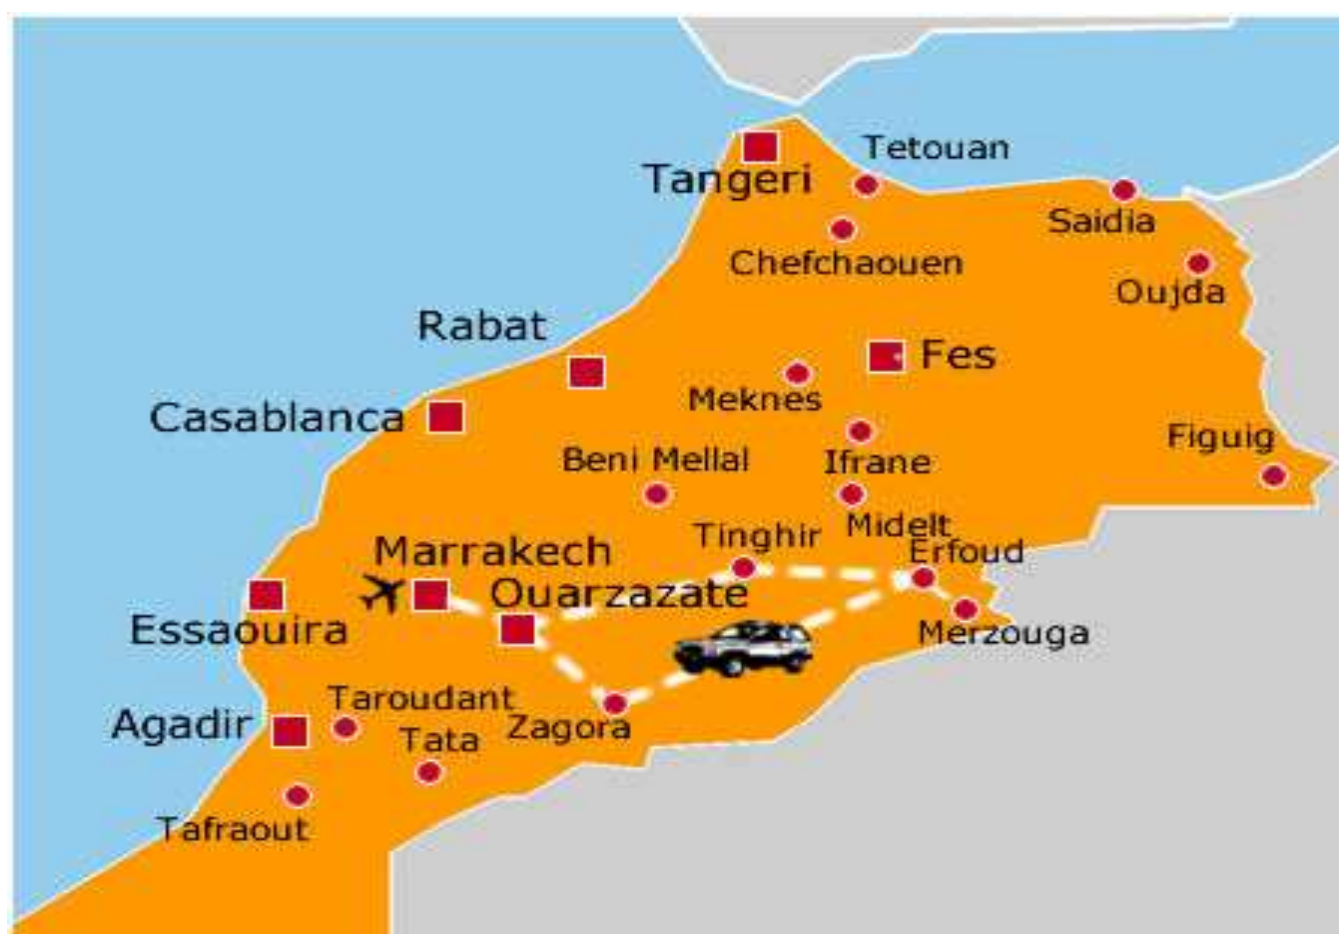 Tetouan
Tangeri
Saidia
Chefchaouen
Oujda
Rabat
Fes
Meknes
Casablanca
Figuig
Beni Mellal
Ifrane
Midelt
Tinghir
Marrakech
Erfoud
Ouarzazate
Essaouira
Merzouga
Taroudant
Agadir
Zagora
Tata
Tafraout